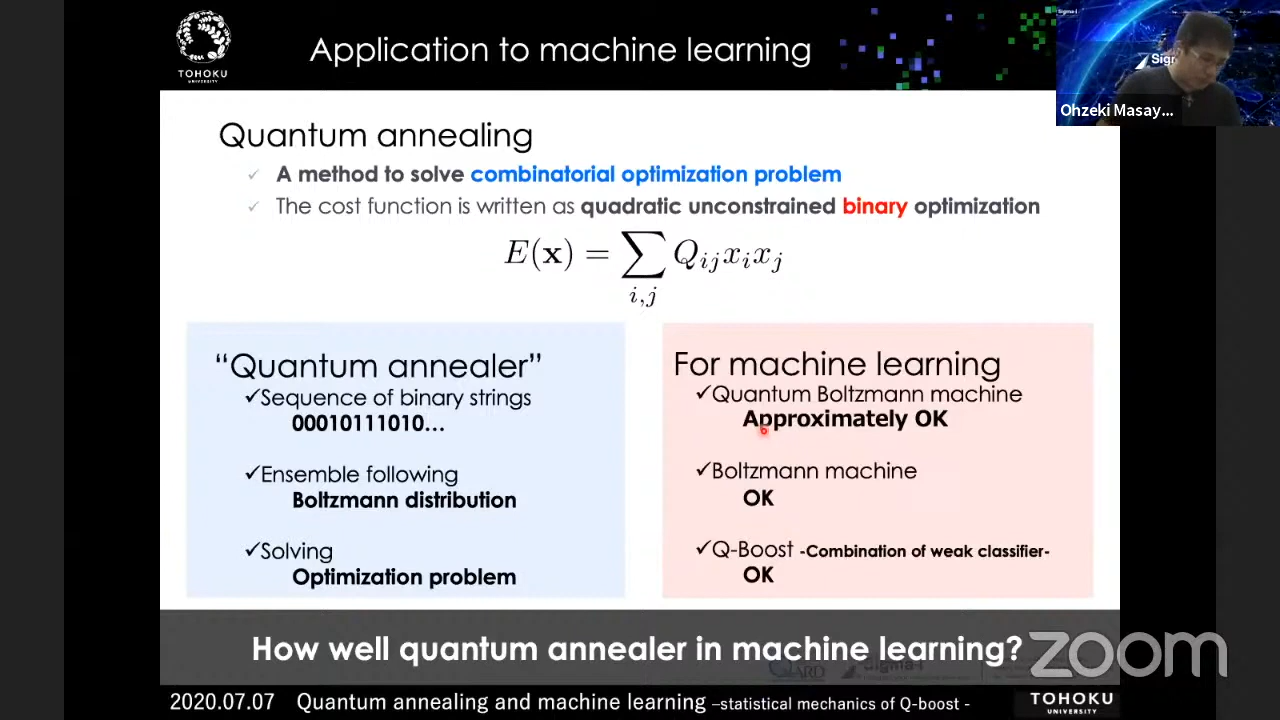 TOHOKU
UNIVERSITY
Application to machine learning
Ohzeki Masay...
Quantum annealing
✓ A method to solve combinatorial optimization problem
✓ The cost function is written as quadratic unconstrained binary optimization
E(x) = ∑_{i,j} Q_{ij} x_i x_j
“Quantum annealer”
✓Sequence of binary strings
00010111010…
✓Ensemble following
Boltzmann distribution
✓Solving
Optimization problem
For machine learning
✓Quantum Boltzmann machine
Approximately OK
✓Boltzmann machine
OK
✓Q-Boost -Combination of weak classifier-
OK
How well quantum annealer in machine learning?
zoom
2020.07.07 Quantum annealing and machine learning –statistical mechanics of Q-boost -
TOHOKU
UNIVERSITY